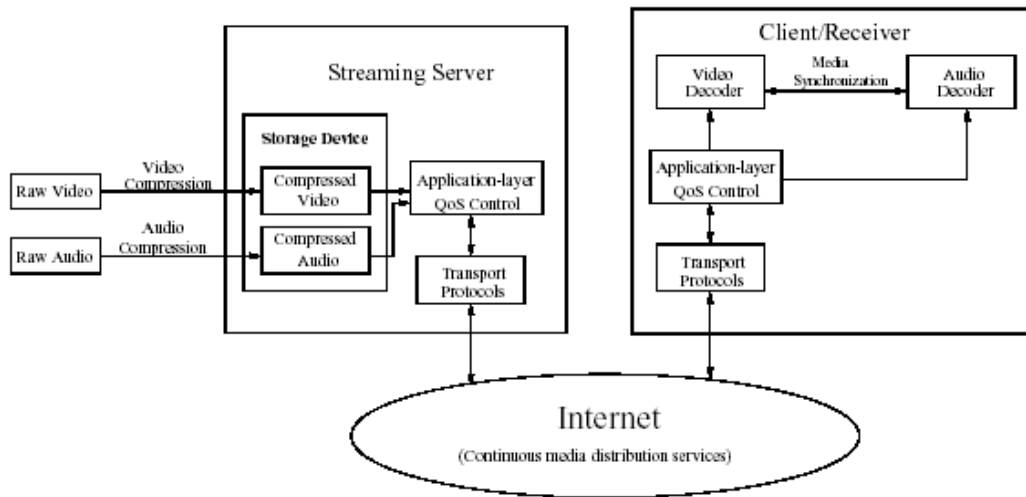 Streaming Server
Storage Device
Raw Video
Video
Compression
Compressed
Video
Application-layer
QoS Control
Raw Audio
Audio
Compression
Compressed
Audio
Transport
Protocols
Client/Receiver
Video
Decoder
Media
Synchronization
Audio
Decoder
Application-layer
QoS Control
Transport
Protocols
Internet
(Continuous media distribution services)